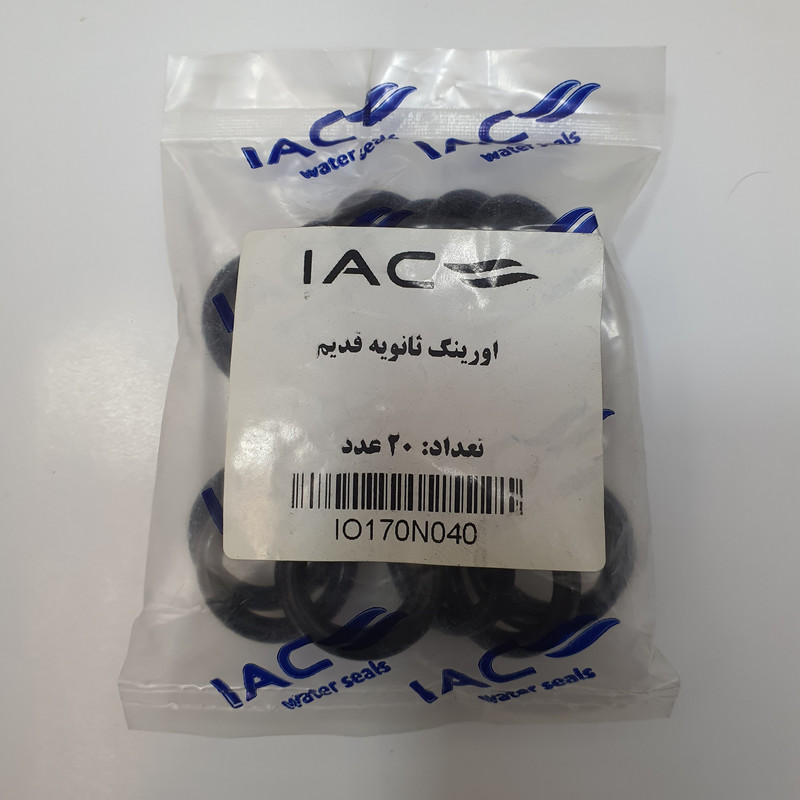 IAC
water seals
IAC
water seals
IAC
اورینگ ثانویه قدیم
تعداد: ۲۰ عدد
IO170N040
IAC
water seals
IAC
water seals